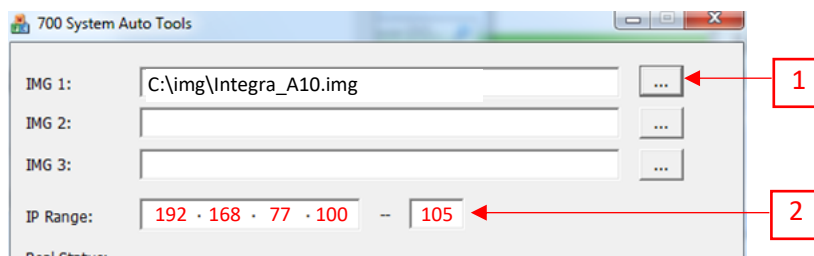 700 System Auto Tools
IMG 1: C:\img\Integra_A10.img ... 1
IMG 2: ...
IMG 3: ...
IP Range: 192 . 168 . 77 . 100 -- 105 2